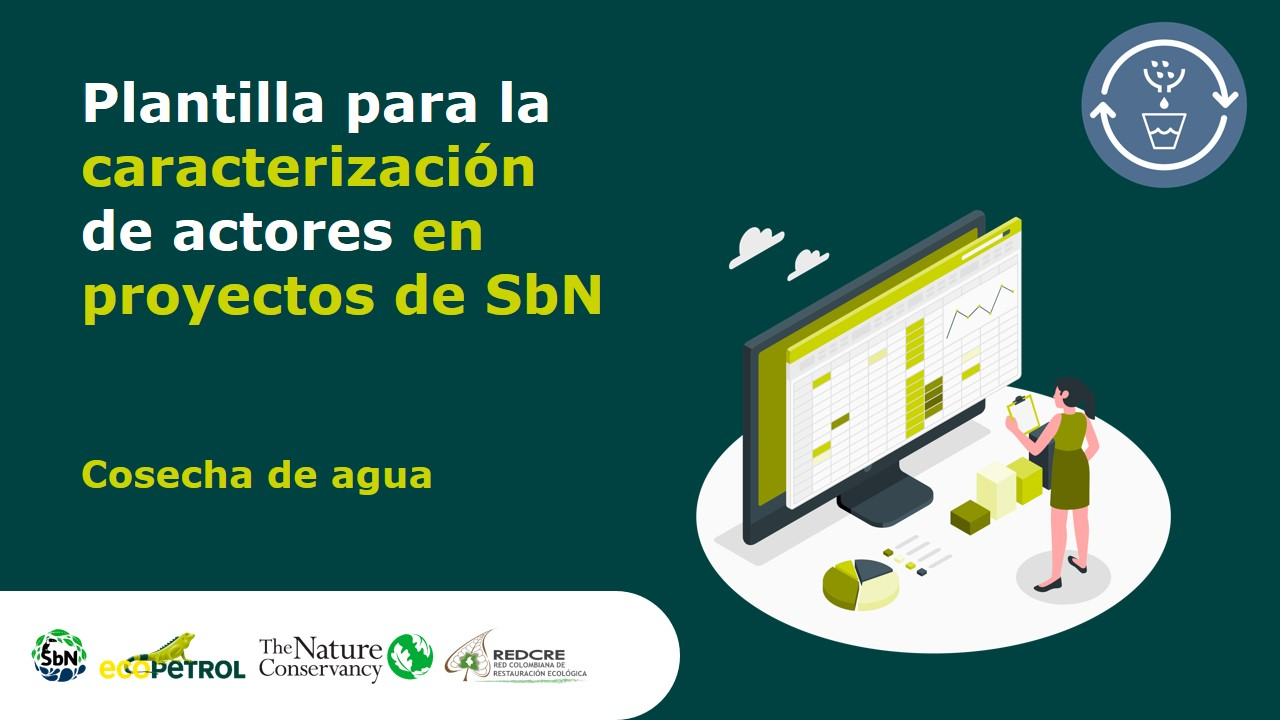 Plantilla para la
caracterización
de actores en
proyectos de SbN
Cosecha de agua
SbN
ecoPETROL
The Nature
Conservancy
REDCRE
RED COLOMBIANA DE
RESTAURACIÓN ECOLÓGICA